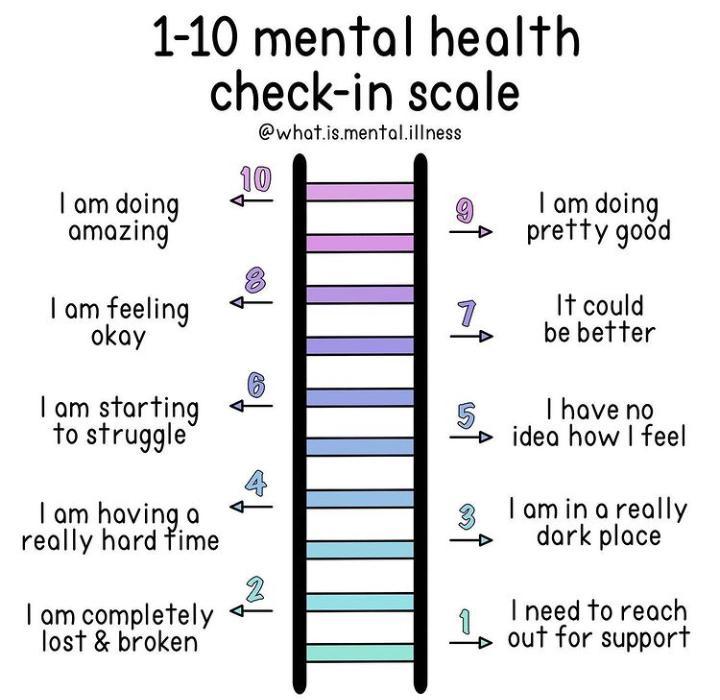 1-10 mental health
check-in scale
@what.is.mental.illness
10
I am doing
amazing
9
I am doing
pretty good
8
I am feeling
okay
7
It could
be better
6
I am starting
to struggle
5
I have no
idea how I feel
4
I am having a
really hard time
3
I am in a really
dark place
2
I am completely
lost & broken
1
I need to reach
out for support